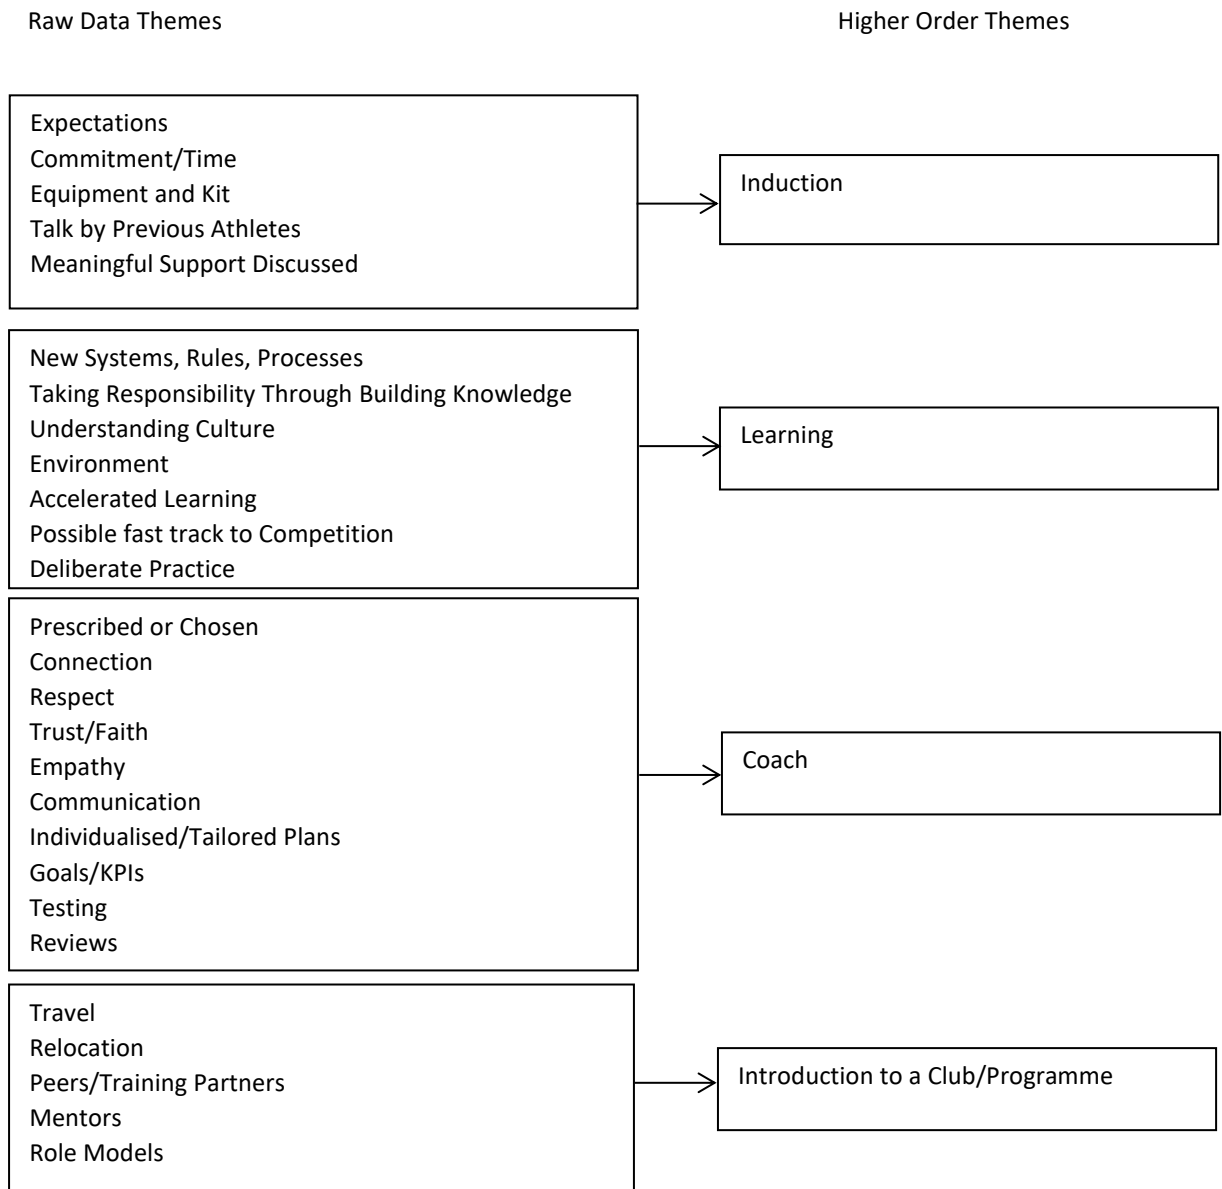 Raw Data Themes
Higher Order Themes
Expectations
Commitment/Time
Equipment and Kit
Talk by Previous Athletes
Meaningful Support Discussed
Induction
New Systems, Rules, Processes
Taking Responsibility Through Building Knowledge
Understanding Culture
Environment
Accelerated Learning
Possible fast track to Competition
Deliberate Practice
Learning
Prescribed or Chosen
Connection
Respect
Trust/Faith
Empathy
Communication
Individualised/Tailored Plans
Goals/KPIs
Testing
Reviews
Coach
Travel
Relocation
Peers/Training Partners
Mentors
Role Models
Introduction to a Club/Programme